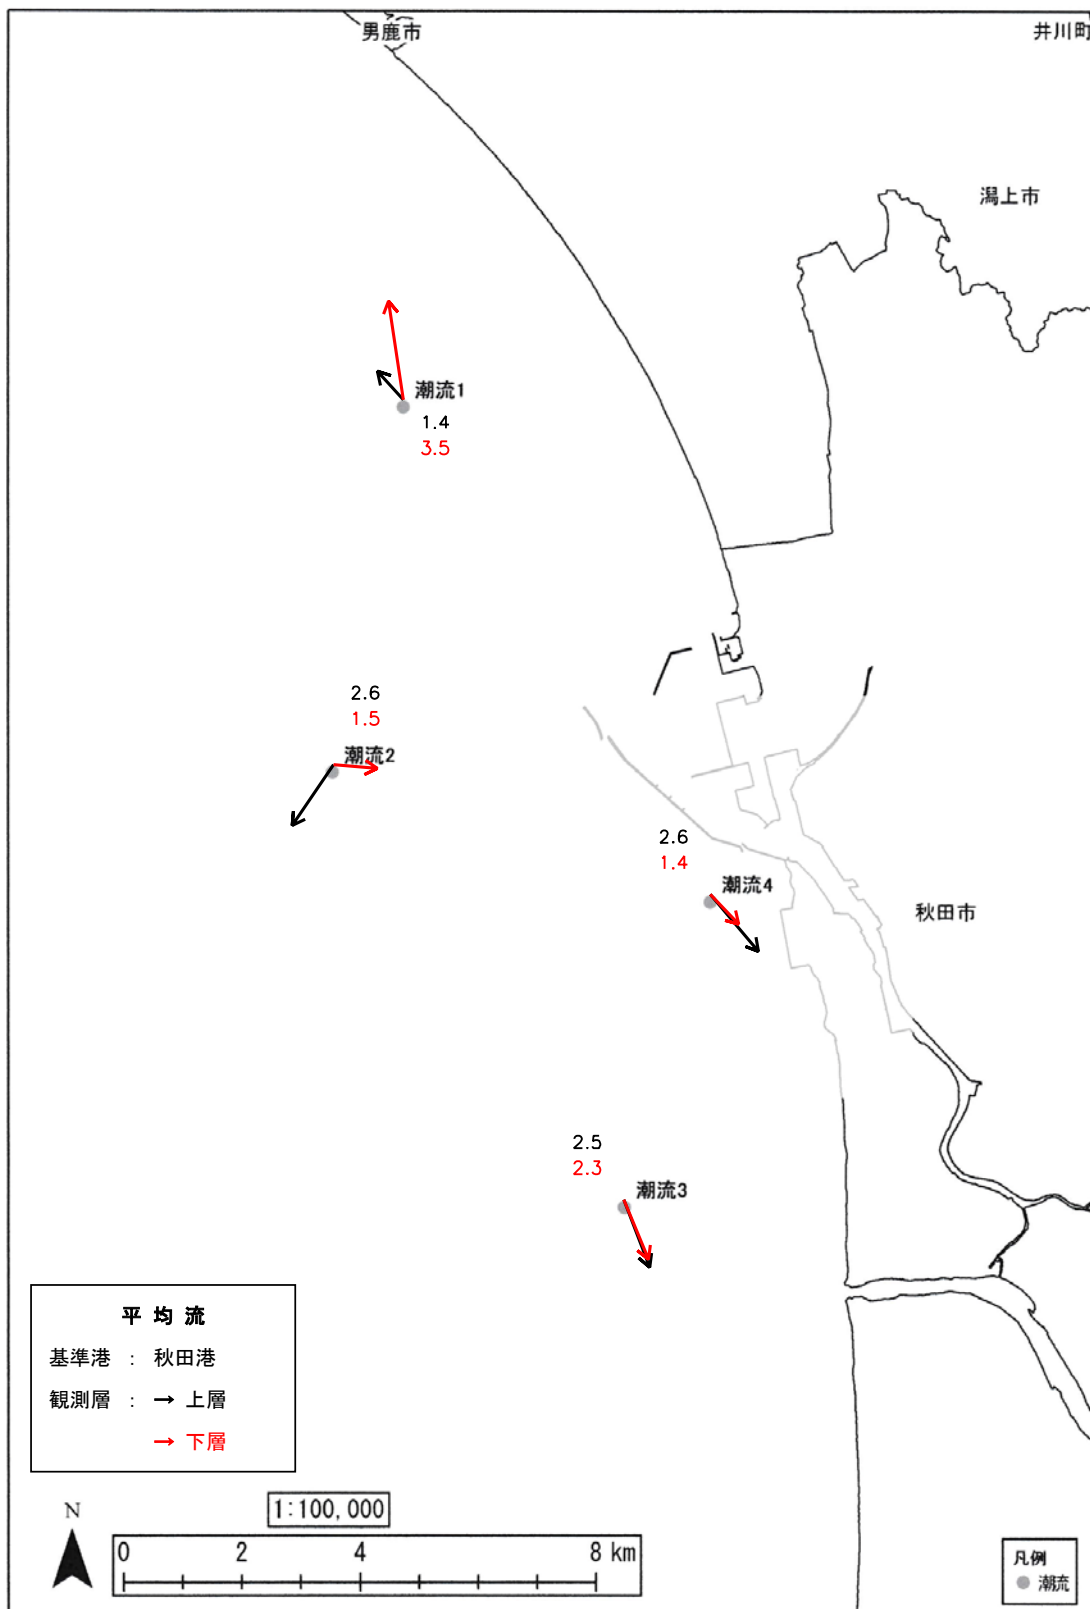 男鹿市
井川町
潟上市
潮流1
1.4
3.5
2.6
1.5
潮流2
2.6
1.4
潮流4
秋田市
2.5
2.3
潮流3
平 均 流
基準港 : 秋田港
観測層 : → 上層
→ 下層
N
1:100,000
0 2 4 8 km
凡例
潮流